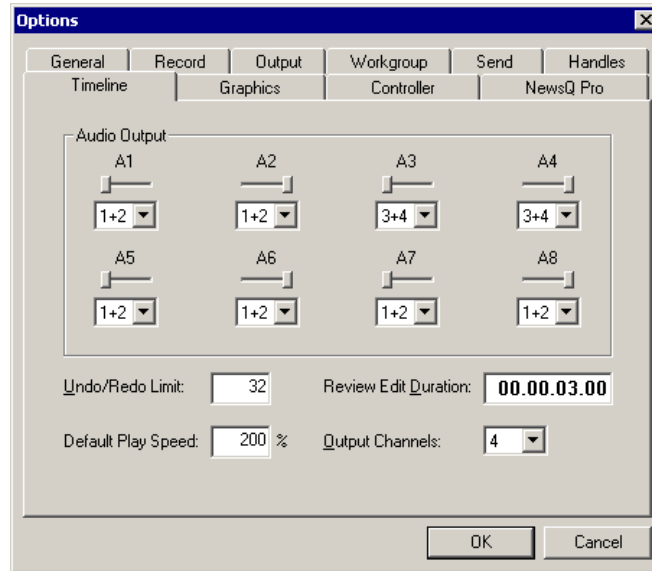 Options
General Record Output Workgroup Send Handles
Timeline Graphics Controller NewsQ Pro
Audio Output
A1 A2 A3 A4
1+2 1+2 3+4 3+4
A5 A6 A7 A8
1+2 1+2 1+2 1+2
Undo/Redo Limit: 32 Review Edit Duration: 00.00.03.00
Default Play Speed: 200 % Output Channels: 4
OK Cancel